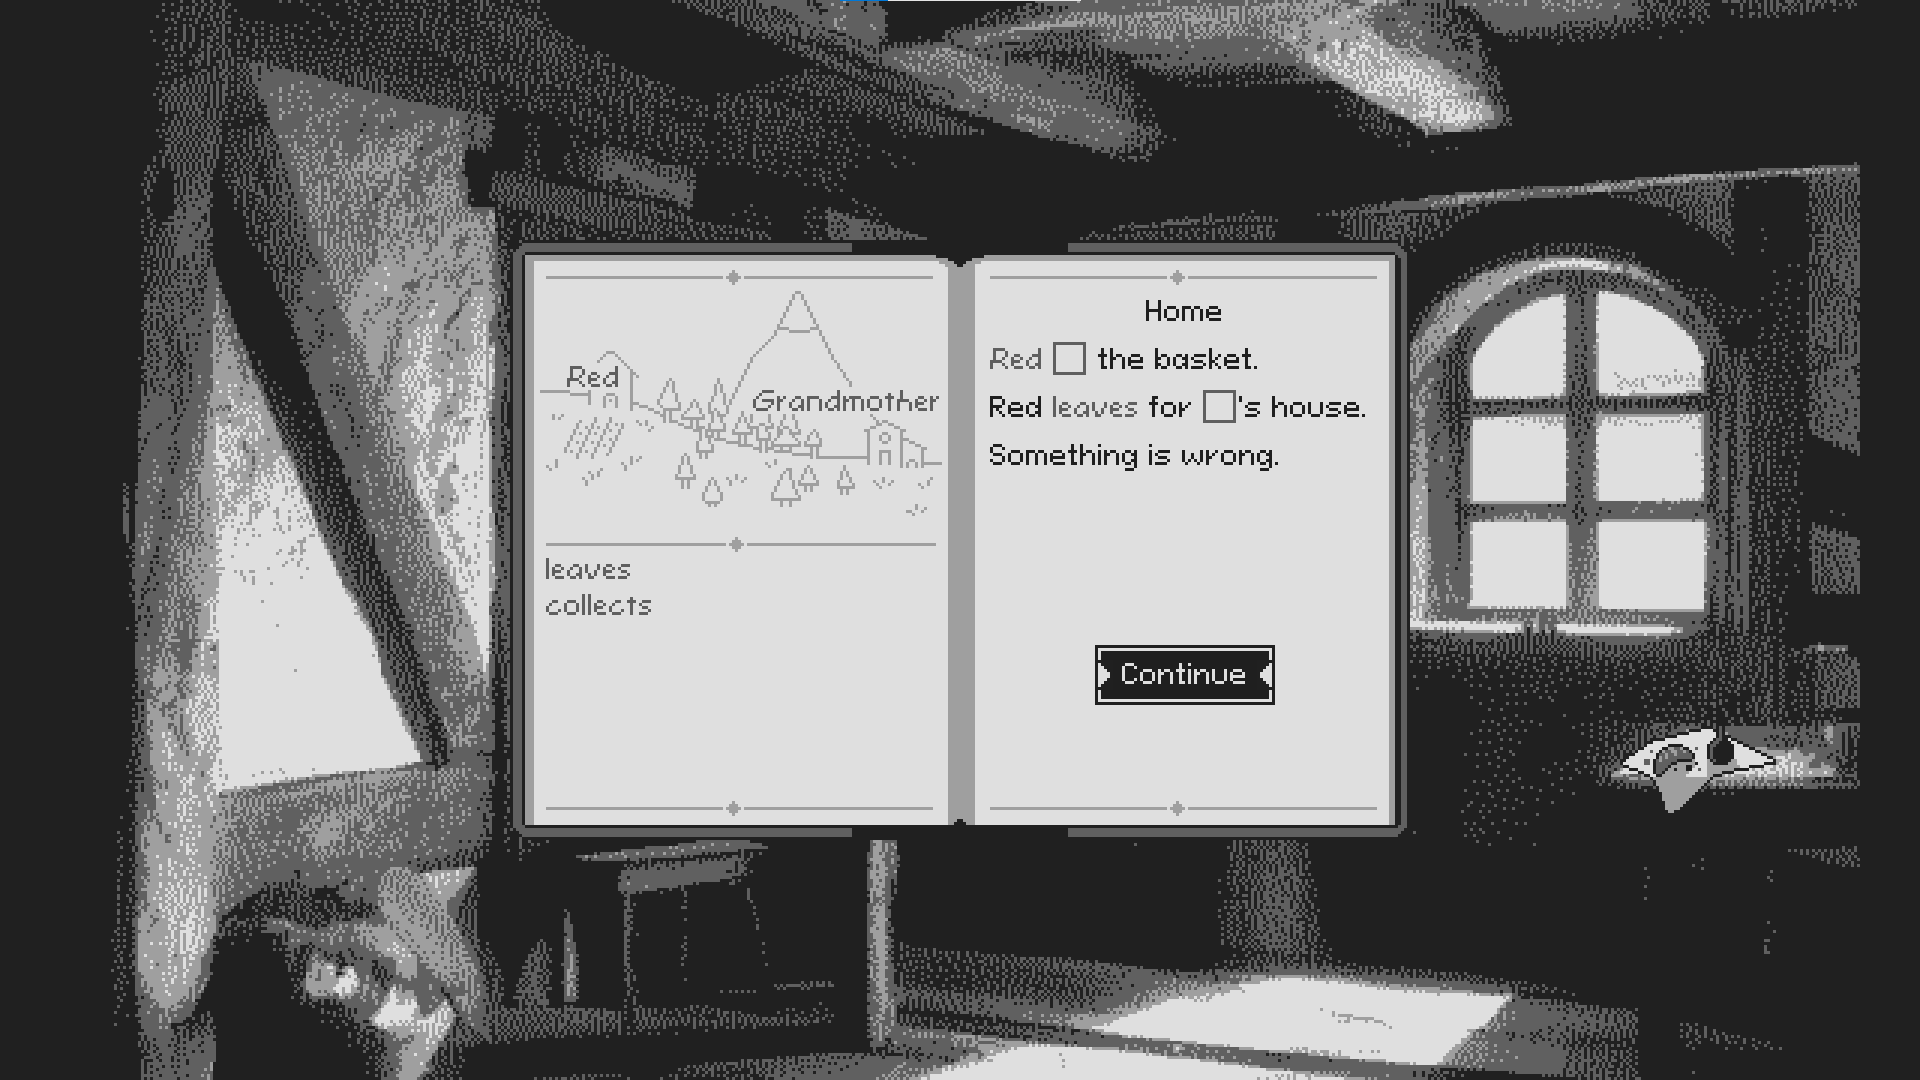 Red
Grandmother
leaves
collects
Home
Red the basket.
Red leaves for 's house.
Something is wrong.
Continue